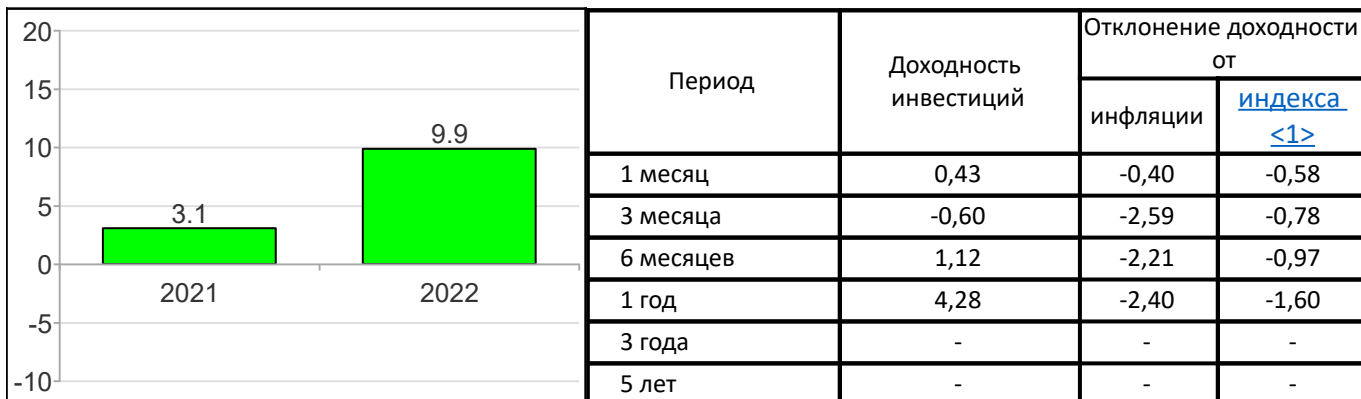 20
15
10
5
0
-5
-10
3.1
9.9
2021
2022
Период
Доходность
инвестиций
Отклонение доходности
от
инфляции
индекса
<1>
1 месяц 0,43 -0,40 -0,58
3 месяца -0,60 -2,59 -0,78
6 месяцев 1,12 -2,21 -0,97
1 год 4,28 -2,40 -1,60
3 года - - -
5 лет - - -